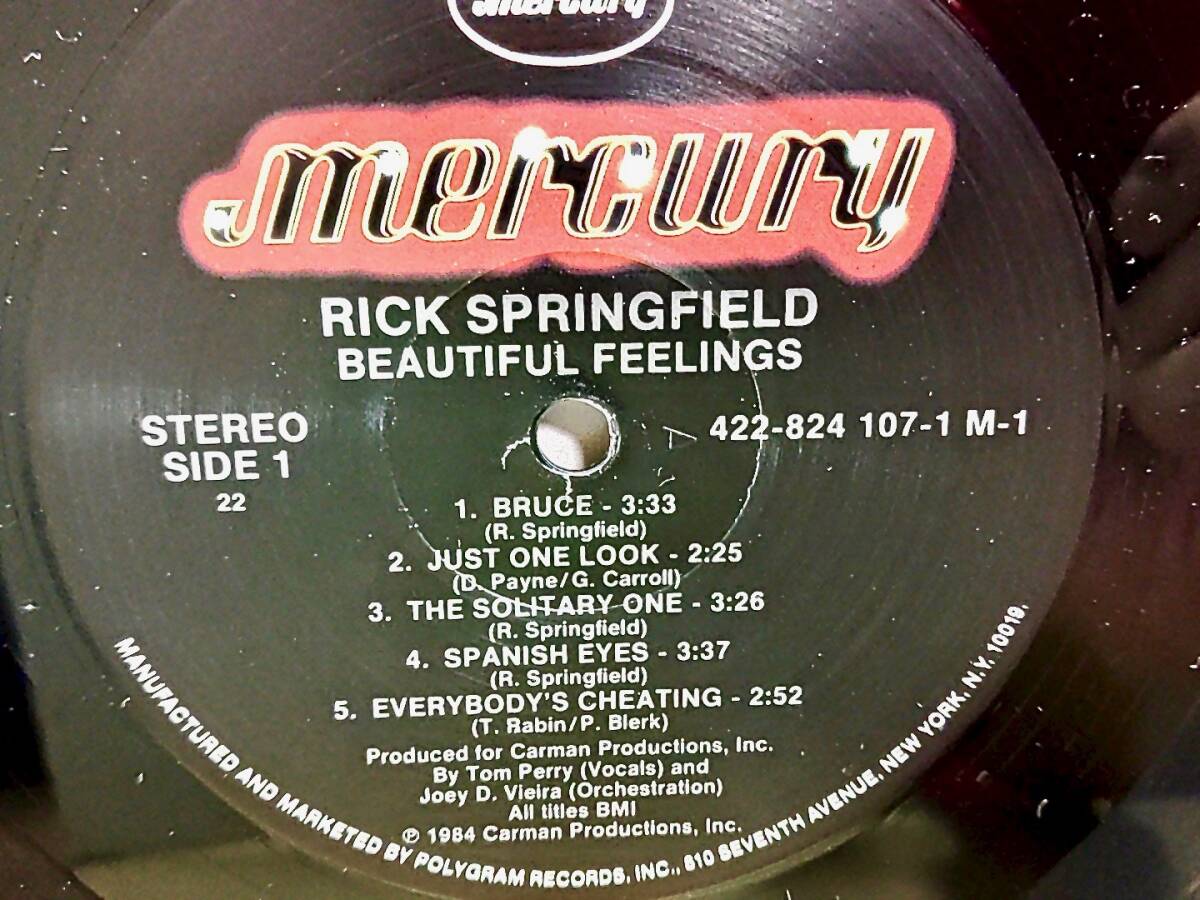 mercury
mercury
RICK SPRINGFIELD
BEAUTIFUL FEELINGS
STEREO
SIDE 1
22
422-824 107-1 M-1
1. BRUCE - 3:33
(R. Springfield)
2. JUST ONE LOOK - 2:25
(D. Payne/G. Carroll)
3. THE SOLITARY ONE - 3:26
(R. Springfield)
4. SPANISH EYES - 3:37
(R. Springfield)
5. EVERYBODY'S CHEATING - 2:52
(T. Rabin/P. Blerk)
Produced for Carman Productions, Inc.
By Tom Perry (Vocals) and
Joey D. Vieira (Orchestration)
All titles BMI
℗ 1984 Carman Productions, Inc.
MANUFACTURED AND MARKETED BY POLYGRAM RECORDS, INC., 810 SEVENTH AVENUE, NEW YORK, N.Y. 10019.